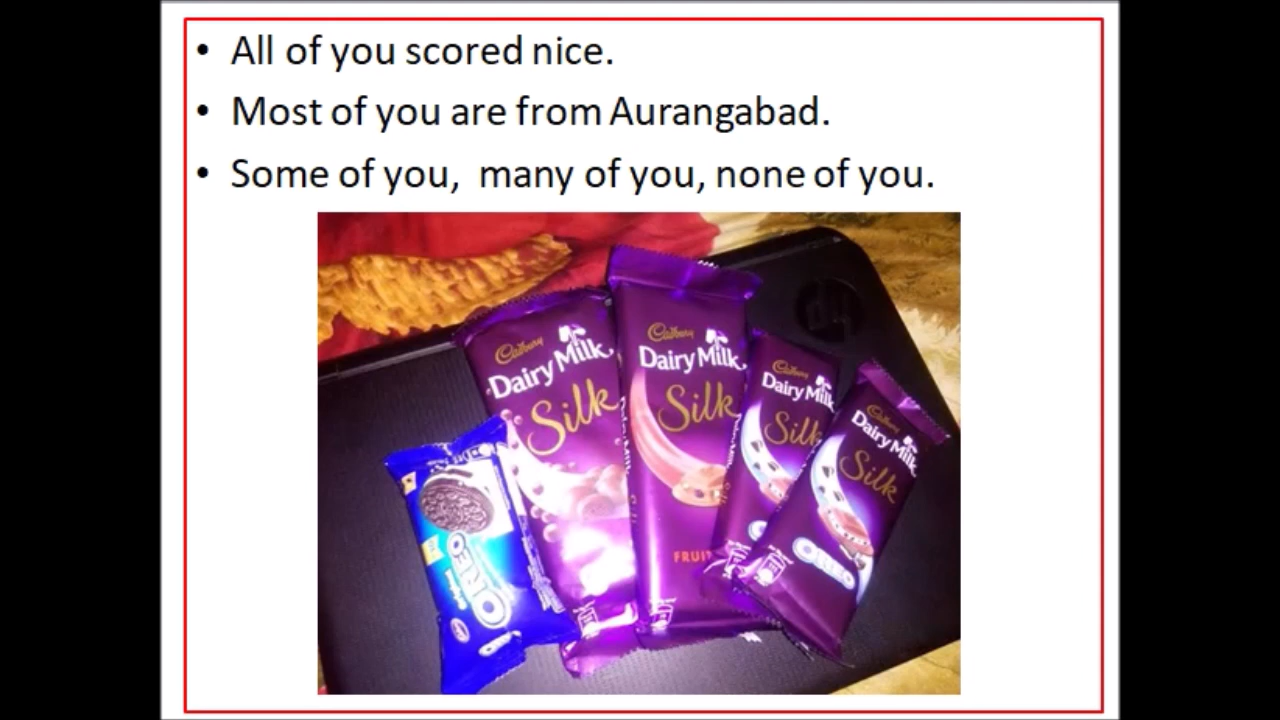 • All of you scored nice.
• Most of you are from Aurangabad.
• Some of you, many of you, none of you.
Cadbury
Dairy Milk
Silk
Cadbury
Dairy Milk
Silk
Cadbury
Dairy Milk
Silk
Cadbury
Dairy Milk
Silk
OREO
OREO
FRUIT
hp